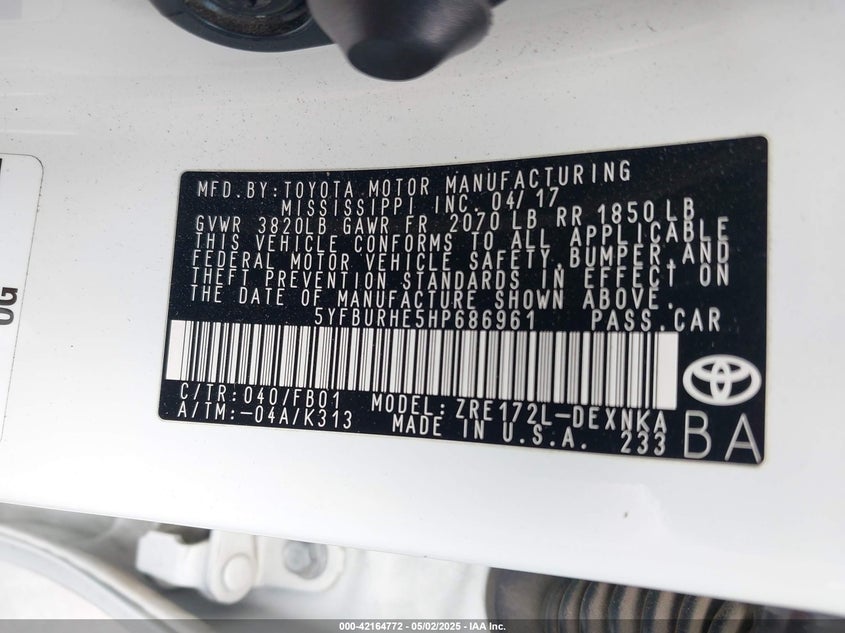 MFD.BY:TOYOTA MOTOR MANUFACTURING
MISSISSIPPI INC. 04/17
GVWR 3820LB GAWR FR 2070 LB RR 1850 LB
THIS VEHICLE CONFORMS TO ALL APPLICABLE
FEDERAL MOTOR VEHICLE SAFETY, BUMPER, AND
THEFT PREVENTION STANDARDS IN EFFECT ON
THE DATE OF MANUFACTURE SHOWN ABOVE.
5YFBURHE5HP686961 PASS.CAR
C/TR:040/FB01 MODEL: ZRE172L-DEXNKA
A/TM:-04A/K313 MADE IN U.S.A. 233
BA
000-42164772 - 05/02/2025 - IAA Inc.